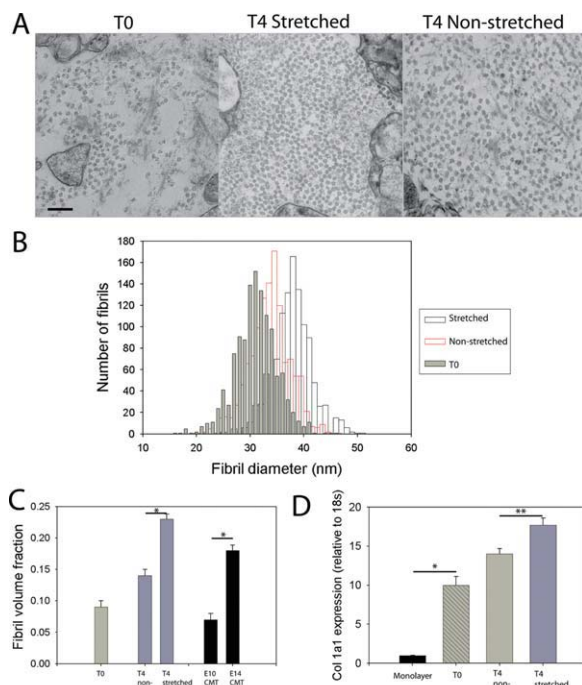 A
T0
T4 Stretched
T4 Non-stretched
B
180
160
140
120
100
80
60
40
20
0
Number of fibrils
10
20
30
40
50
60
Fibril diameter (nm)
Stretched
Non-stretched
T0
C
0.25
0.20
0.15
0.10
0.05
0.00
Fibril volume fraction
*
*
T0
T4
non-
T4
stretched
E10
CMT
E14
CMT
D
20
15
10
5
0
Col 1a1 expression (relative to 18s)
*
**
Monolayer
T0
T4
non-
T4
stretched